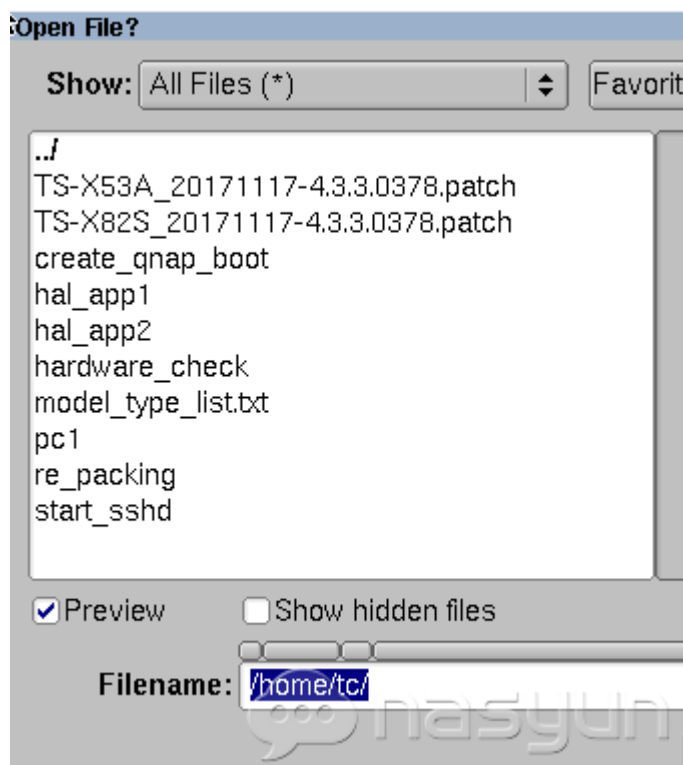 Open File?
Show: All Files (*) Favorit
../
TS-X53A_20171117-4.3.3.0378.patch
TS-X82S_20171117-4.3.3.0378.patch
create_qnap_boot
hal_app1
hal_app2
hardware_check
model_type_list.txt
pc1
re_packing
start_sshd
Preview Show hidden files
Filename: /home/tc/
nasyun